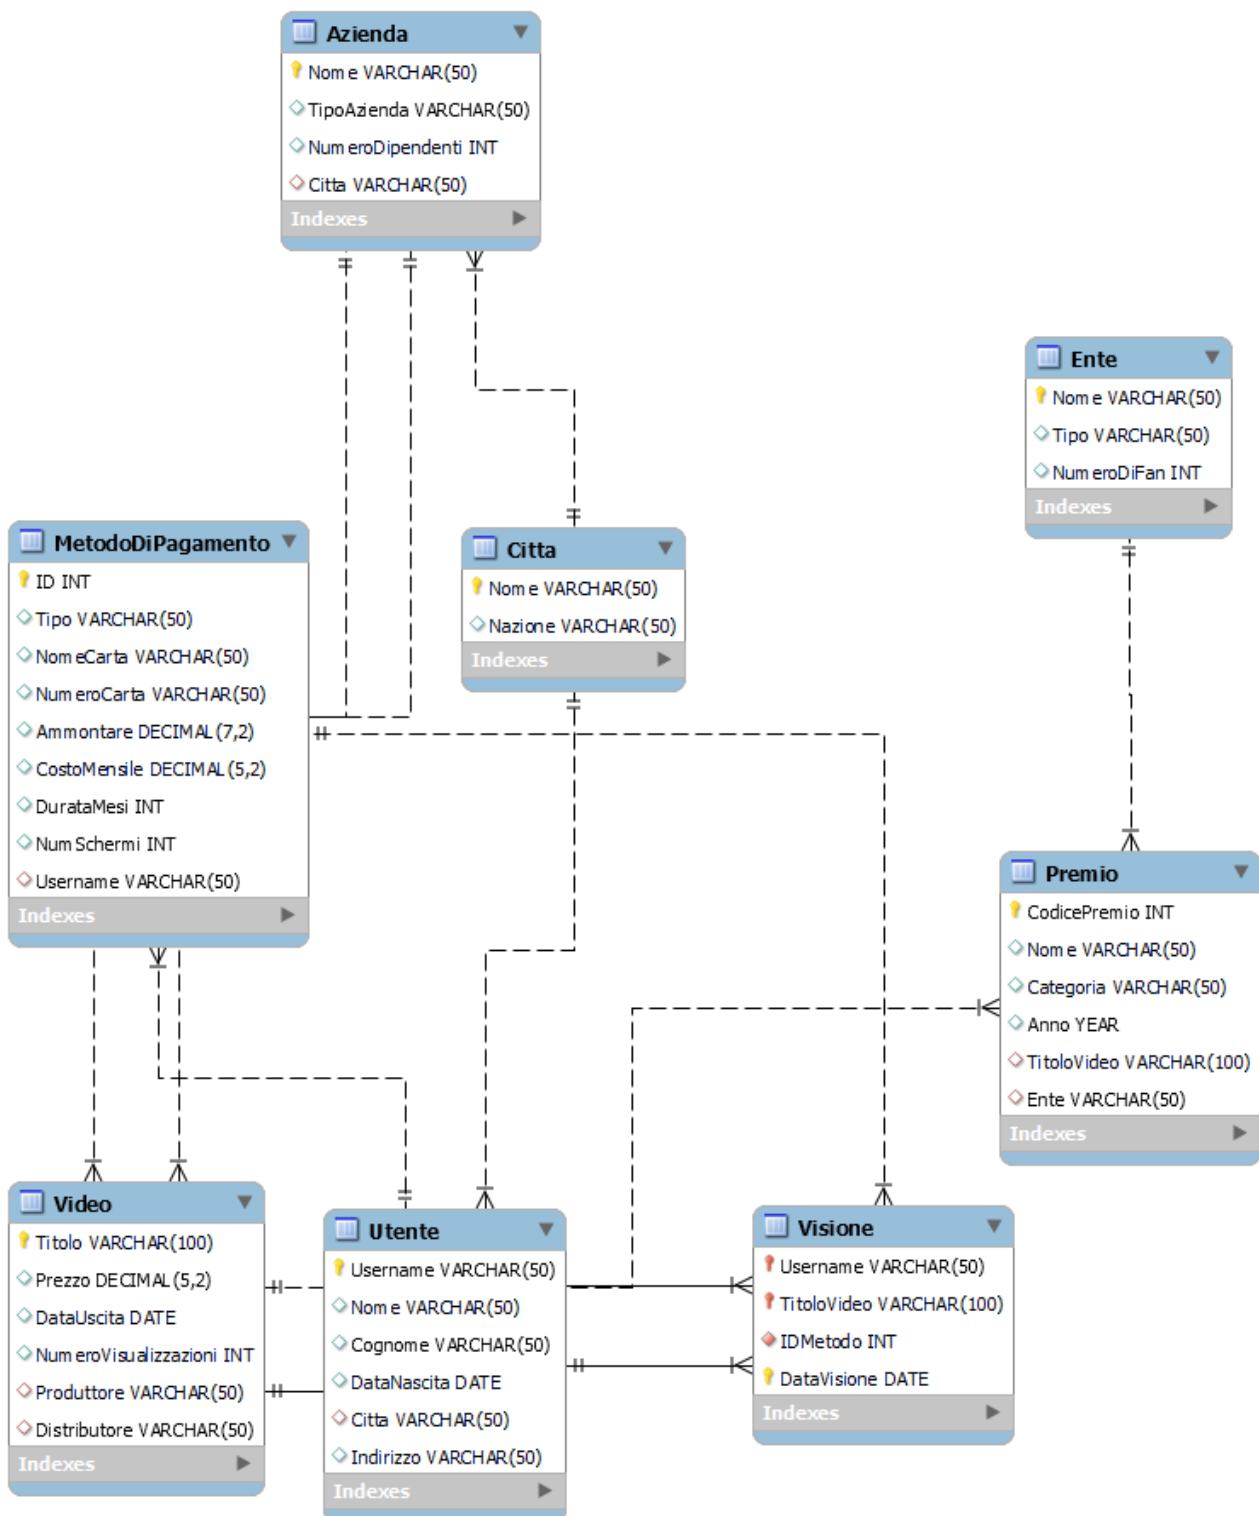 Azienda
Nome VARCHAR(50)
TipoAzienda VARCHAR(50)
NumeroDipendenti INT
Citta VARCHAR(50)
Indexes
Ente
Nome VARCHAR(50)
Tipo VARCHAR(50)
NumeroDiFan INT
Indexes
MetodoDiPagamento
ID INT
Tipo VARCHAR(50)
NomeCarta VARCHAR(50)
NumeroCarta VARCHAR(50)
Ammontare DECIMAL(7,2)
CostoMensile DECIMAL(5,2)
DurataMesi INT
NumSchermi INT
Username VARCHAR(50)
Indexes
Citta
Nome VARCHAR(50)
Nazione VARCHAR(50)
Indexes
Premio
CodicePremio INT
Nome VARCHAR(50)
Categoria VARCHAR(50)
Anno YEAR
TitoloVideo VARCHAR(100)
Ente VARCHAR(50)
Indexes
Video
Titolo VARCHAR(100)
Prezzo DECIMAL(5,2)
DataUscita DATE
NumeroVisualizzazioni INT
Produttore VARCHAR(50)
Distributore VARCHAR(50)
Indexes
Utente
Username VARCHAR(50)
Nome VARCHAR(50)
Cognome VARCHAR(50)
DataNascita DATE
Citta VARCHAR(50)
Indirizzo VARCHAR(50)
Indexes
Visione
Username VARCHAR(50)
TitoloVideo VARCHAR(100)
IDMetodo INT
DataVisione DATE
Indexes